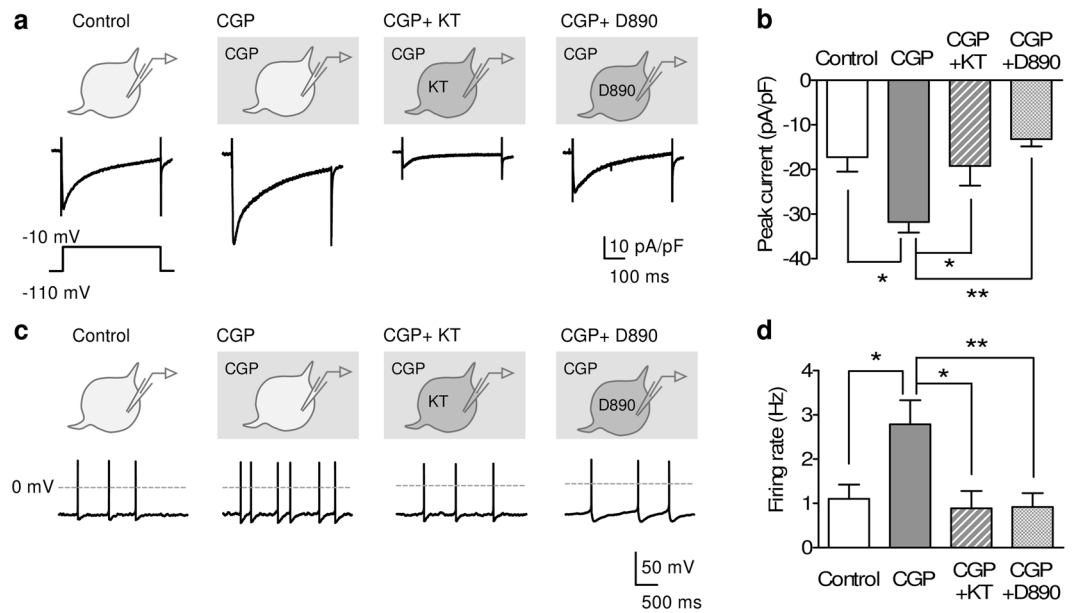 a
Control
CGP
CGP+ KT
CGP+ D890
CGP
CGP
KT
CGP
D890
-10 mV
-110 mV
10 pA/pF
100 ms
b
Control
CGP
CGP
+KT
CGP
+D890
Peak current (pA/pF)
0
-10
-20
-30
-40
*
*
**
c
Control
CGP
CGP+ KT
CGP+ D890
CGP
CGP
KT
CGP
D890
0 mV
50 mV
500 ms
d
Firing rate (Hz)
4
3
2
1
0
*
*
**
Control
CGP
CGP
+KT
CGP
+D890